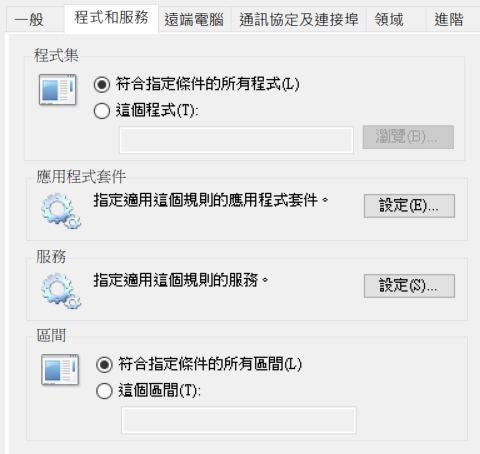 一般 程式和服務 遠端電腦 通訊協定及連接埠 領域 進階
程式集
符合指定條件的所有程式(L)
這個程式(T):
瀏覽(B)...
應用程式套件
指定適用這個規則的應用程式套件。 設定(E)...
服務
指定適用這個規則的服務。 設定(S)...
區間
符合指定條件的所有區間(L)
這個區間(T):